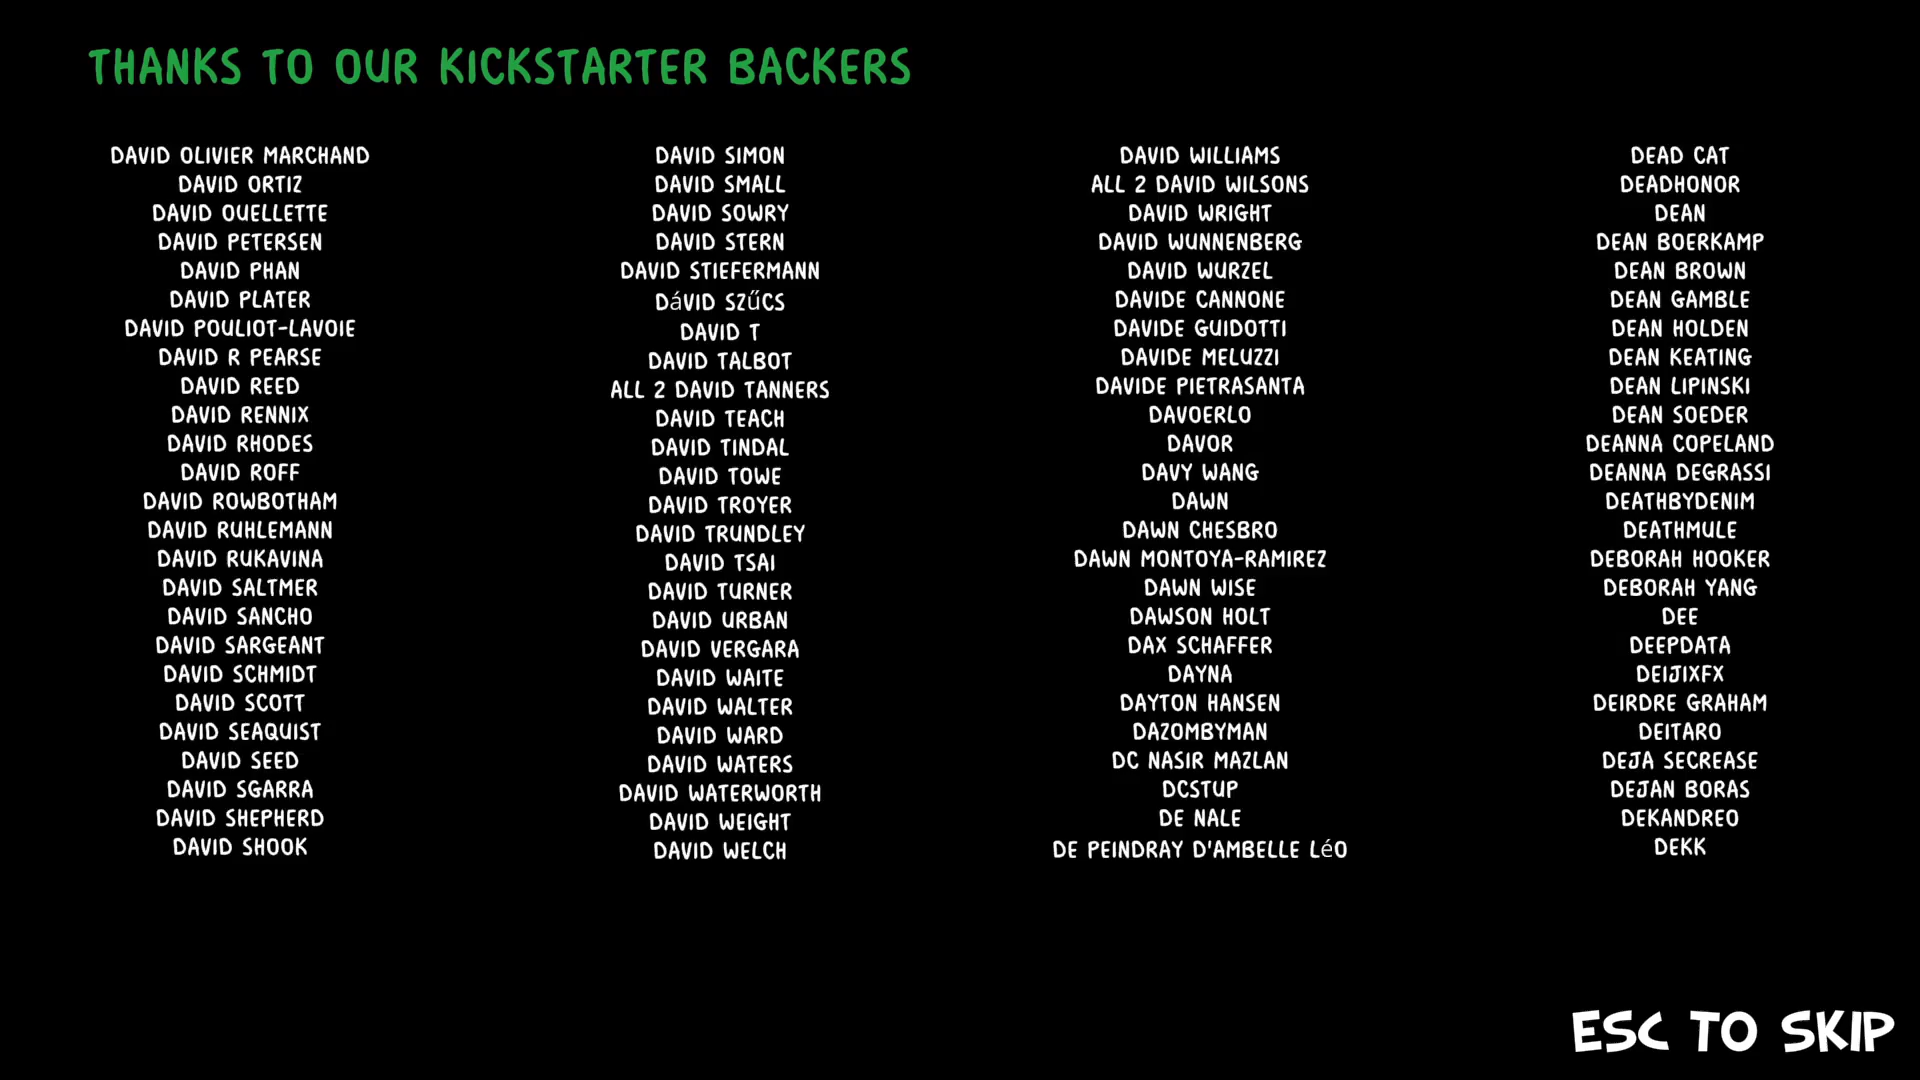 THANKS TO OUR KICKSTARTER BACKERS
DAVID OLIVIER MARCHAND
DAVID ORTIZ
DAVID OUELLETTE
DAVID PETERSEN
DAVID PHAN
DAVID PLATER
DAVID POULIOT-LAVOIE
DAVID R PEARSE
DAVID REED
DAVID RENNIX
DAVID RHODES
DAVID ROFF
DAVID ROWBOTHAM
DAVID RUHLEMANN
DAVID RUKAVINA
DAVID SALTMER
DAVID SANCHO
DAVID SARGEANT
DAVID SCHMIDT
DAVID SCOTT
DAVID SEAQUIST
DAVID SEED
DAVID SGARRA
DAVID SHEPHERD
DAVID SHOOK
DAVID SIMON
DAVID SMALL
DAVID SOWRY
DAVID STERN
DAVID STIEFERMANN
DáVID SZűCS
DAVID T
DAVID TALBOT
ALL 2 DAVID TANNERS
DAVID TEACH
DAVID TINDAL
DAVID TOWE
DAVID TROYER
DAVID TRUNDLEY
DAVID TSAI
DAVID TURNER
DAVID URBAN
DAVID VERGARA
DAVID WAITE
DAVID WALTER
DAVID WARD
DAVID WATERS
DAVID WATERWORTH
DAVID WEIGHT
DAVID WELCH
DAVID WILLIAMS
ALL 2 DAVID WILSONS
DAVID WRIGHT
DAVID WUNNENBERG
DAVID WURZEL
DAVIDE CANNONE
DAVIDE GUIDOTTI
DAVIDE MELUZZI
DAVIDE PIETRASANTA
DAVOERLO
DAVOR
DAVY WANG
DAWN
DAWN CHESBRO
DAWN MONTOYA-RAMIREZ
DAWN WISE
DAWSON HOLT
DAX SCHAFFER
DAYNA
DAYTON HANSEN
DAZOMBYMAN
DC NASIR MAZLAN
DCSTUP
DE NALE
DE PEINDRAY D'AMBELLE LéO
DEAD CAT
DEADHONOR
DEAN
DEAN BOERKAMP
DEAN BROWN
DEAN GAMBLE
DEAN HOLDEN
DEAN KEATING
DEAN LIPINSKI
DEAN SOEDER
DEANNA COPELAND
DEANNA DEGRASSI
DEATHBYDENIM
DEATHMULE
DEBORAH HOOKER
DEBORAH YANG
DEE
DEEPDATA
DEIJIXFX
DEIRDRE GRAHAM
DEITARO
DEJA SECREASE
DEJAN BORAS
DEKANDREO
DEKK
ESC TO SKIP